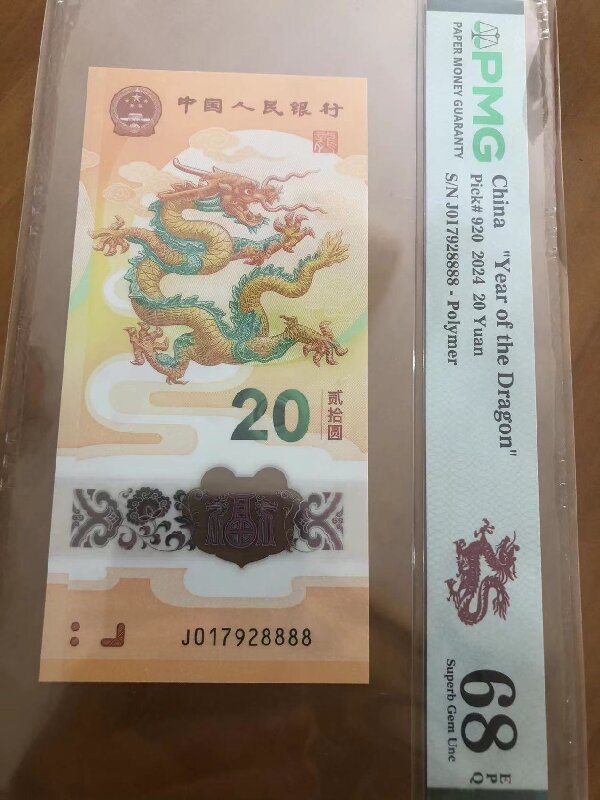 中国人民银行
20
贰拾圆
J017928888
PMG
PAPER MONEY GUARANTY
China "Year of the Dragon"
Pick# 920 2024 20 Yuan
S/N J017928888 - Polymer
68
EPQ
Superb Gem Unc